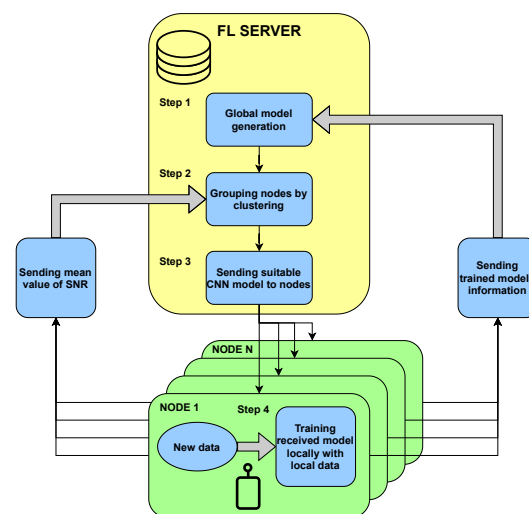 FL SERVER
Step 1
Global model
generation
Step 2
Grouping nodes by
clustering
Step 3
Sending suitable
CNN model to nodes
Sending mean
value of SNR
Sending
trained model
information
NODE N
NODE 1
Step 4
New data
Training
received model
locally with
local data